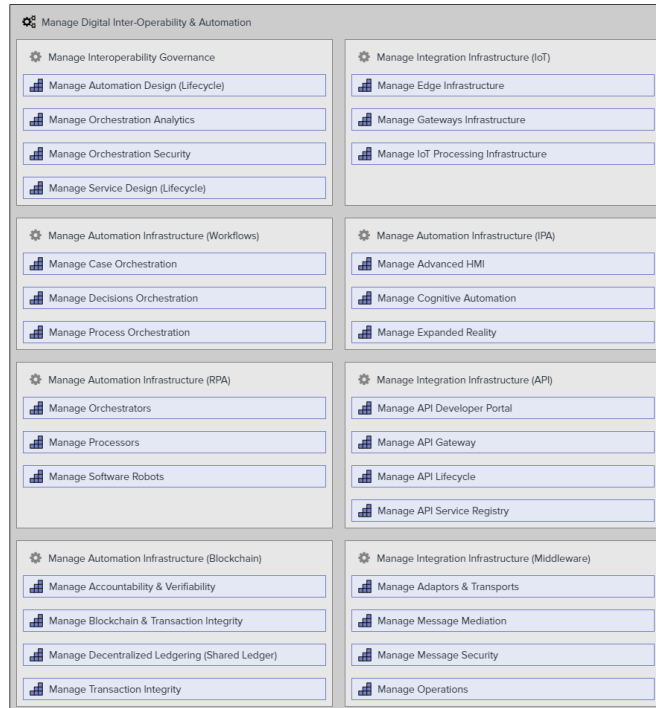 Manage Digital Inter-Operability & Automation
Manage Interoperability Governance
Manage Automation Design (Lifecycle)
Manage Orchestration Analytics
Manage Orchestration Security
Manage Service Design (Lifecycle)
Manage Integration Infrastructure (IoT)
Manage Edge Infrastructure
Manage Gateways Infrastructure
Manage IoT Processing Infrastructure
Manage Automation Infrastructure (Workflows)
Manage Case Orchestration
Manage Decisions Orchestration
Manage Process Orchestration
Manage Automation Infrastructure (IPA)
Manage Advanced HMI
Manage Cognitive Automation
Manage Expanded Reality
Manage Automation Infrastructure (RPA)
Manage Orchestrators
Manage Processors
Manage Software Robots
Manage Integration Infrastructure (API)
Manage API Developer Portal
Manage API Gateway
Manage API Lifecycle
Manage API Service Registry
Manage Automation Infrastructure (Blockchain)
Manage Accountability & Verifiability
Manage Blockchain & Transaction Integrity
Manage Decentralized Ledgering (Shared Ledger)
Manage Transaction Integrity
Manage Integration Infrastructure (Middleware)
Manage Adaptors & Transports
Manage Message Mediation
Manage Message Security
Manage Operations